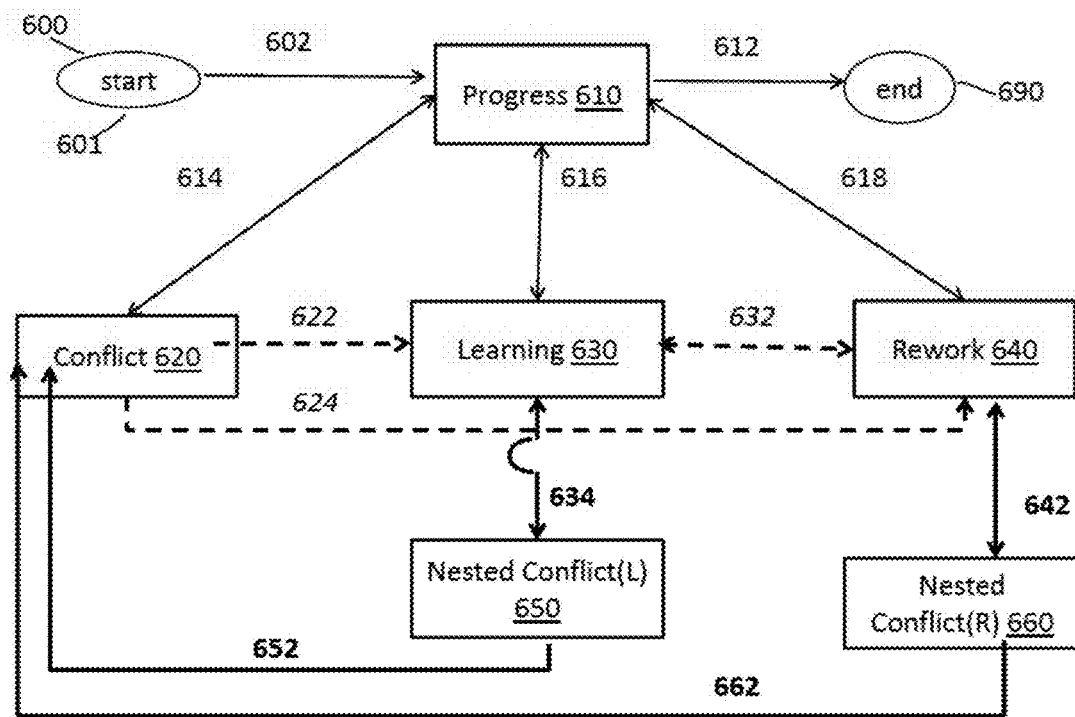 600
602
612
start
Progress 610
end
690
601
614
616
618
622
632
Conflict 620
Learning 630
Rework 640
624
634
642
Nested Conflict(L)
650
Nested
Conflict(R) 660
652
662